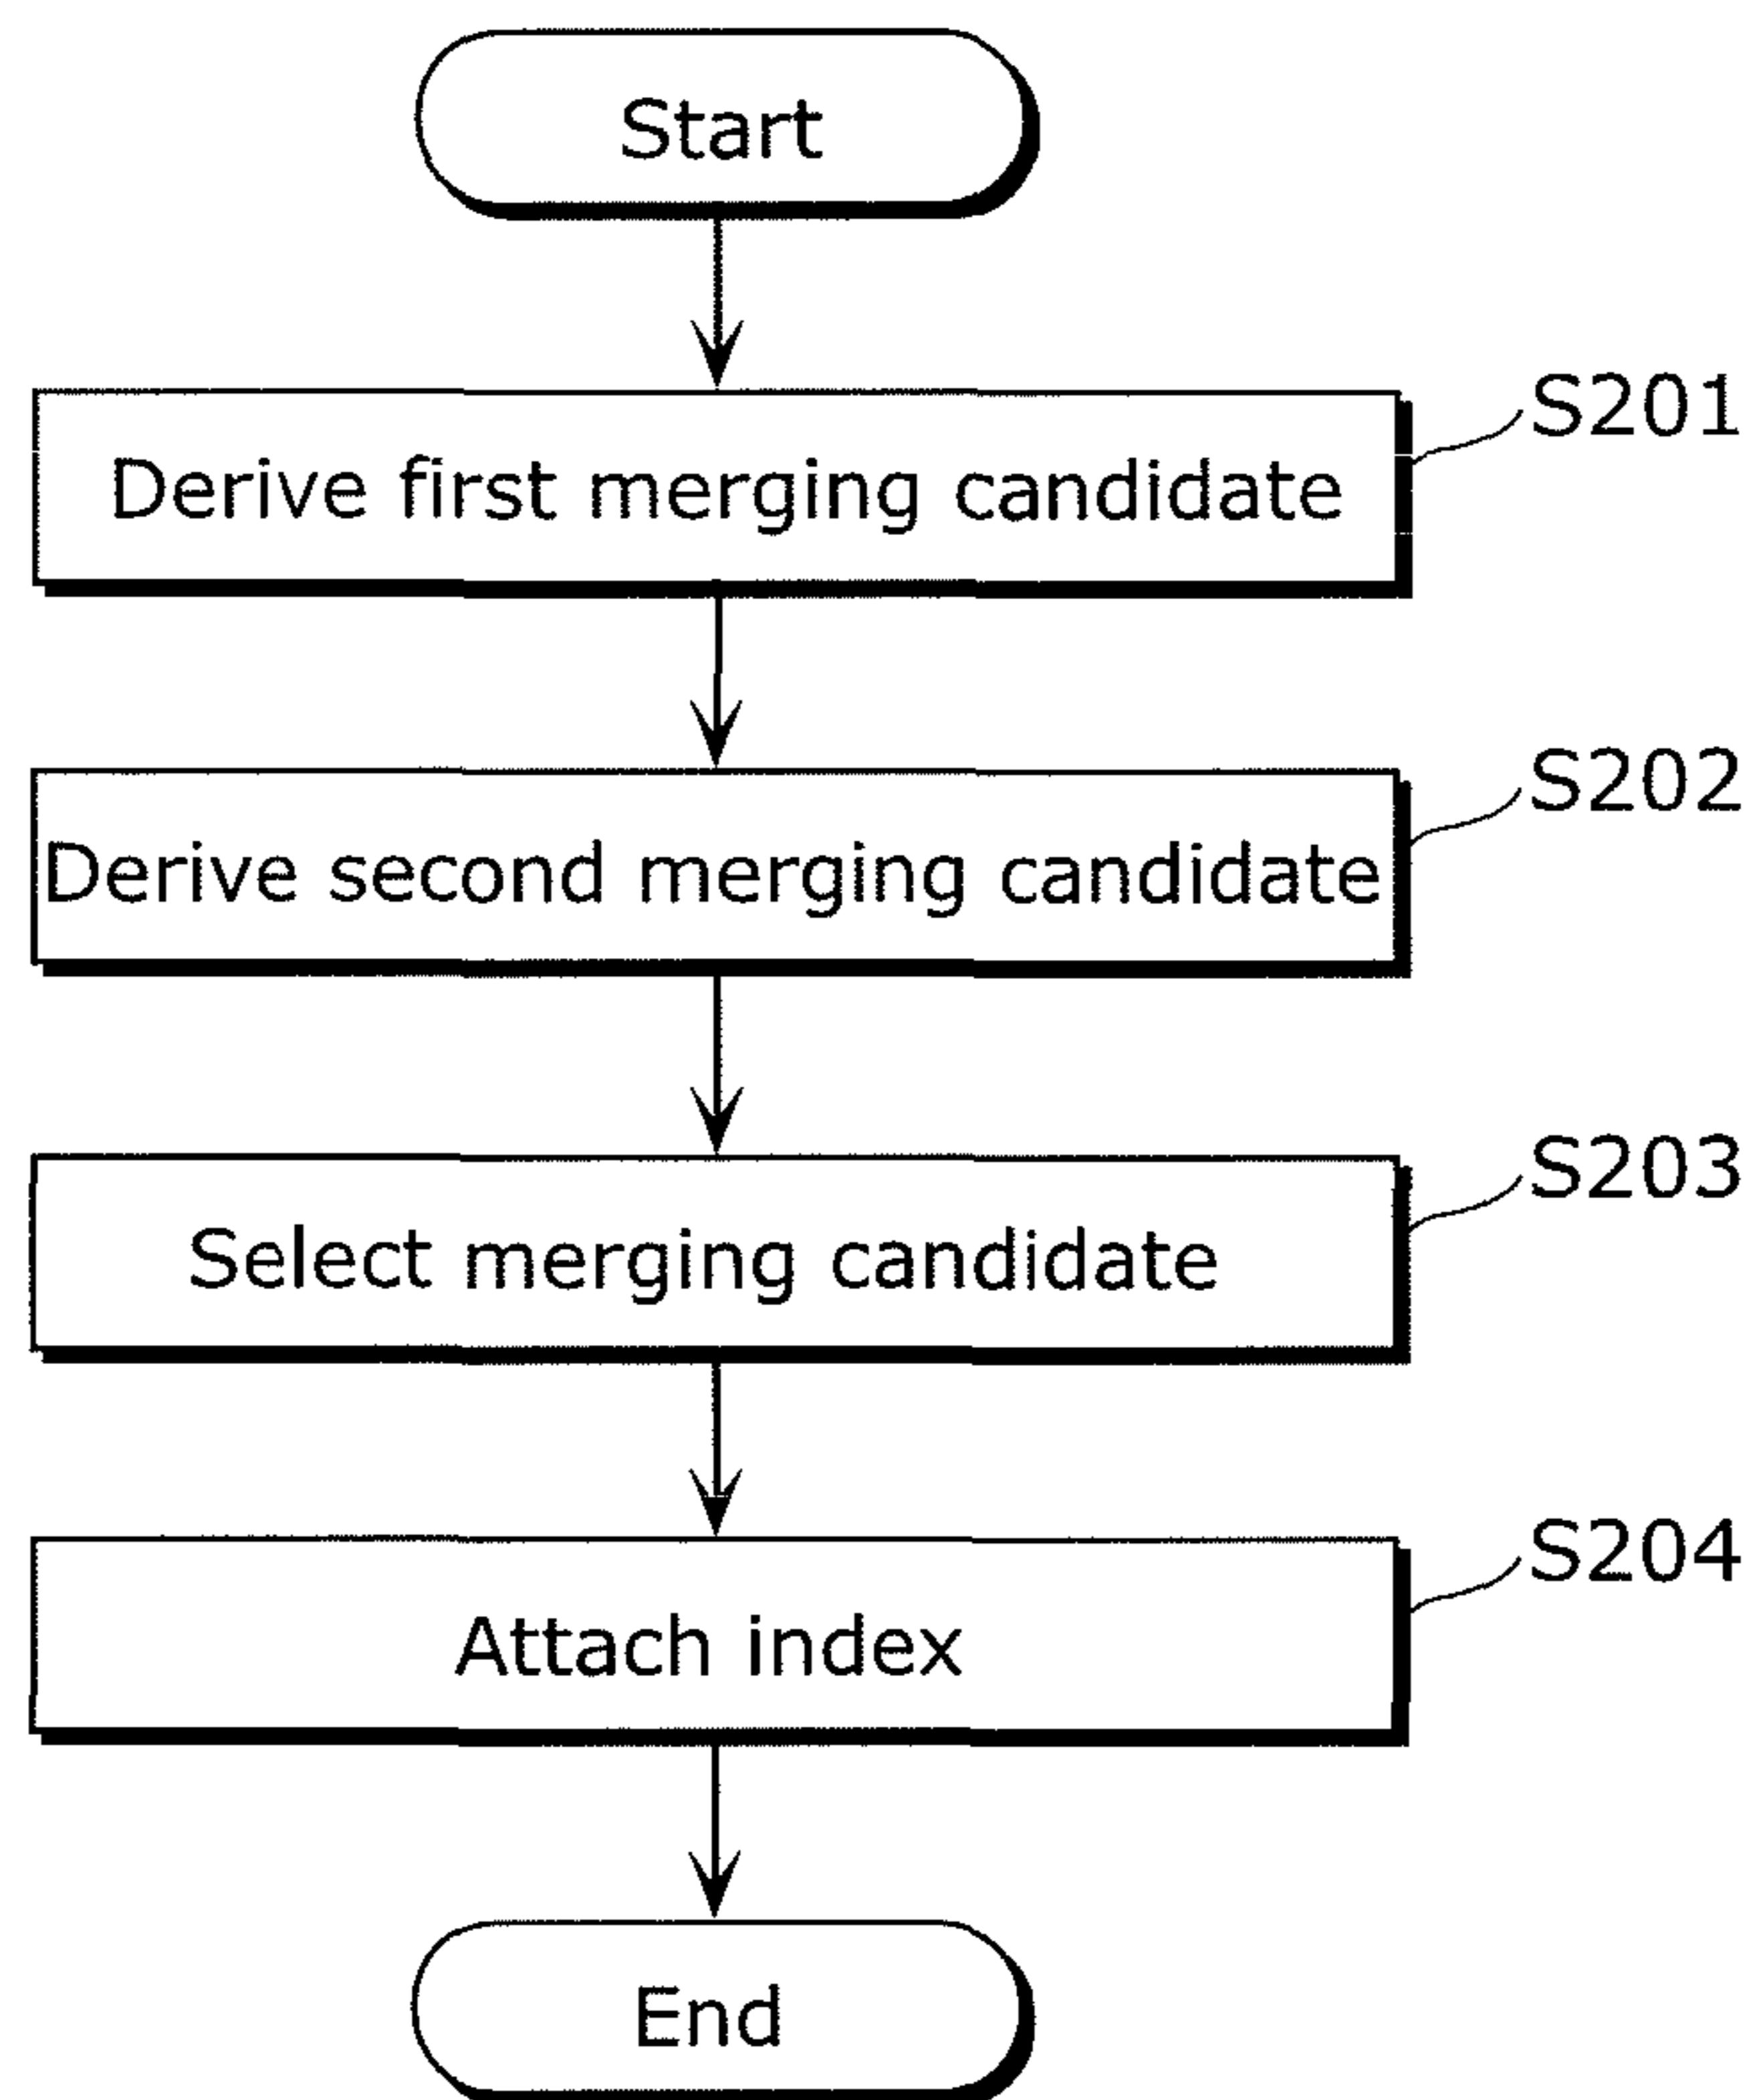 Start
S201
Derive first merging candidate
S202
Derive second merging candidate
S203
Select merging candidate
S204
Attach index
End